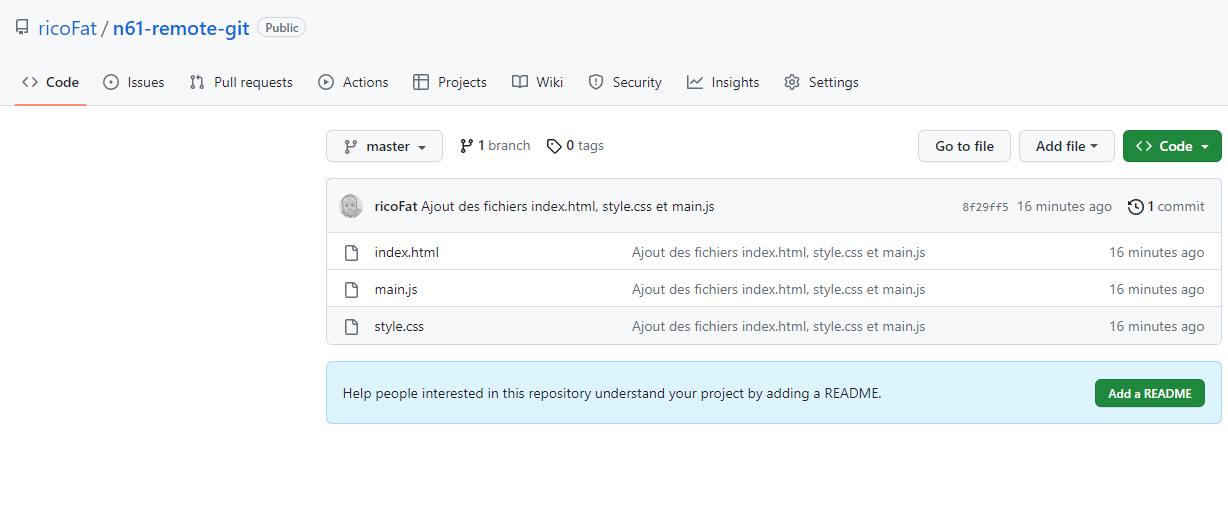 ricoFat / n61-remote-git Public
Code Issues Pull requests Actions Projects Wiki Security Insights Settings
master 1 branch 0 tags Go to file Add file Code
ricoFat Ajout des fichiers index.html, style.css et main.js 8f29ff5 16 minutes ago 1 commit
index.html Ajout des fichiers index.html, style.css et main.js 16 minutes ago
main.js Ajout des fichiers index.html, style.css et main.js 16 minutes ago
style.css Ajout des fichiers index.html, style.css et main.js 16 minutes ago
Help people interested in this repository understand your project by adding a README. Add a README